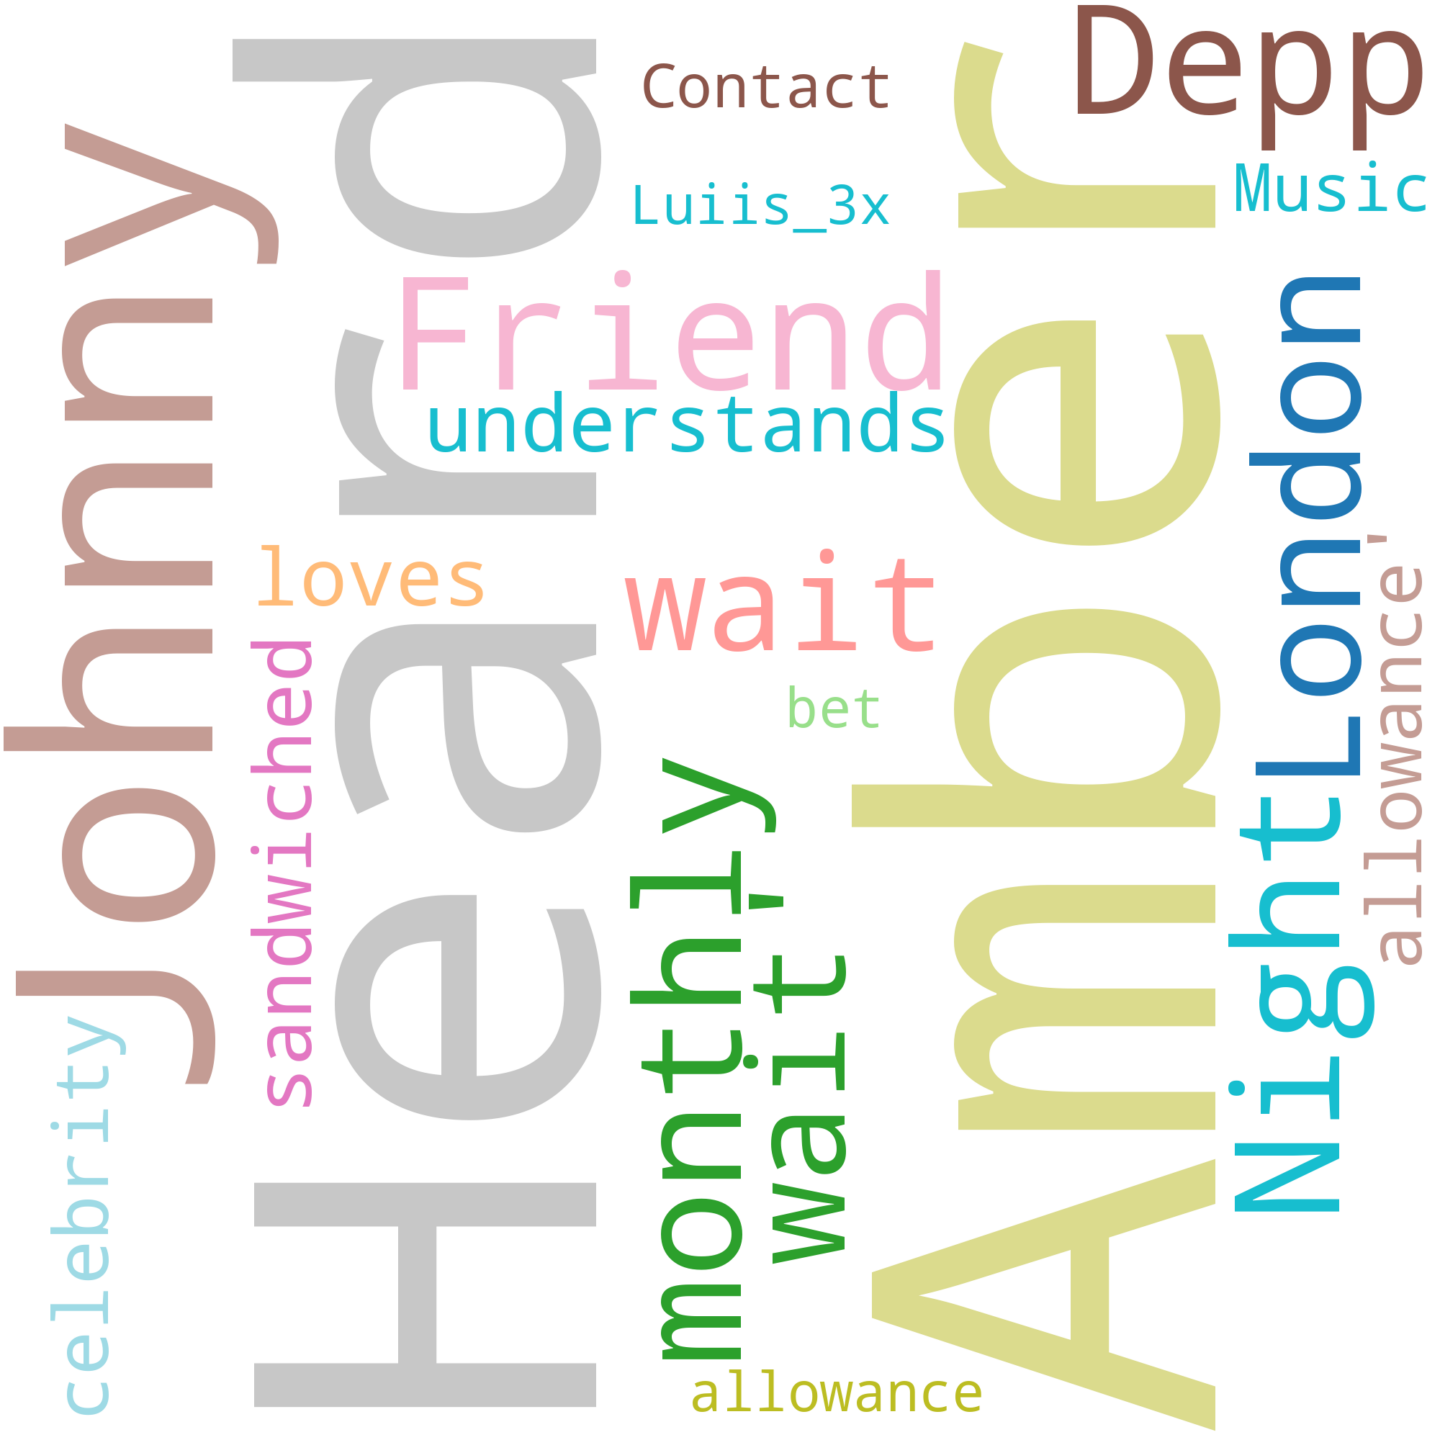 Johnny
Heard
Amber
Depp
Contact
Luiis_3x
Music
Friend
understands
London
loves
wait
sandwiched
bet
allowance'
monthly
wait'
Night
celebrity
allowance